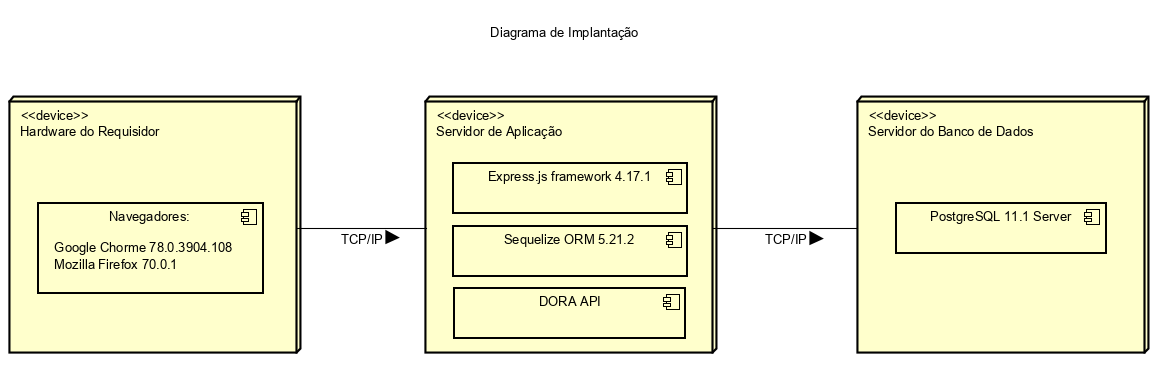 Diagrama de Implantação
<<device>>
Hardware do Requisidor
Navegadores:
Google Chorme 78.0.3904.108
Mozilla Firefox 70.0.1
TCP/IP
<<device>>
Servidor de Aplicação
Express.js framework 4.17.1
Sequelize ORM 5.21.2
DORA API
TCP/IP
<<device>>
Servidor do Banco de Dados
PostgreSQL 11.1 Server